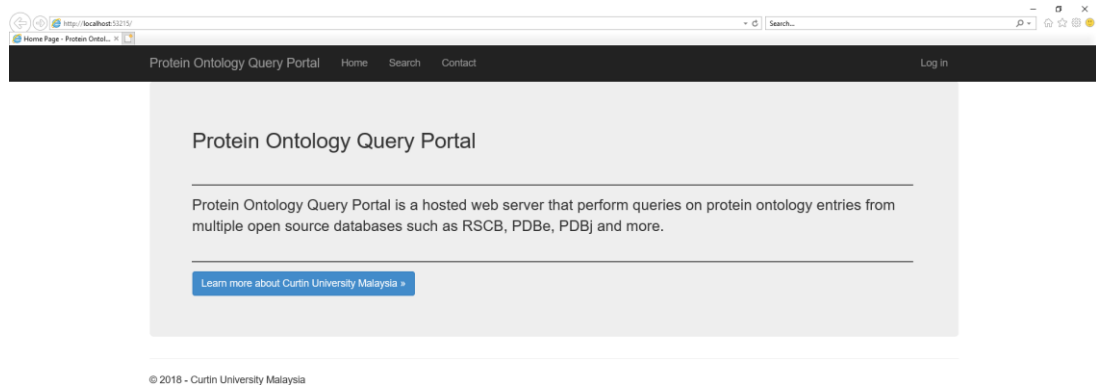 http://localhost:53215/
Search...
Home Page - Protein Ontol...
Protein Ontology Query Portal Home Search Contact Log in
Protein Ontology Query Portal
Protein Ontology Query Portal is a hosted web server that perform queries on protein ontology entries from
multiple open source databases such as RSCB, PDBe, PDBj and more.
Learn more about Curtin University Malaysia »
© 2018 - Curtin University Malaysia